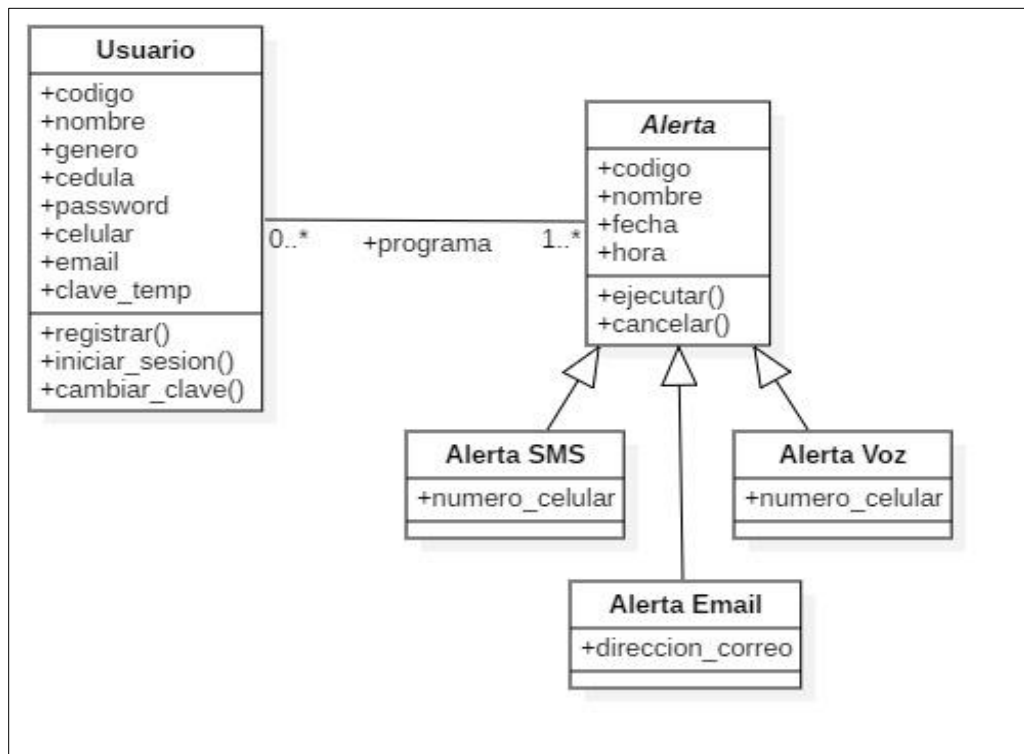 Usuario
+codigo
+nombre
+genero
+cedula
+password
+celular
+email
+clave_temp
+registrar()
+iniciar_sesion()
+cambiar_clave()
0..*
+programa
1..*
Alerta
+codigo
+nombre
+fecha
+hora
+ejecutar()
+cancelar()
Alerta SMS
+numero_celular
Alerta Voz
+numero_celular
Alerta Email
+direccion_correo